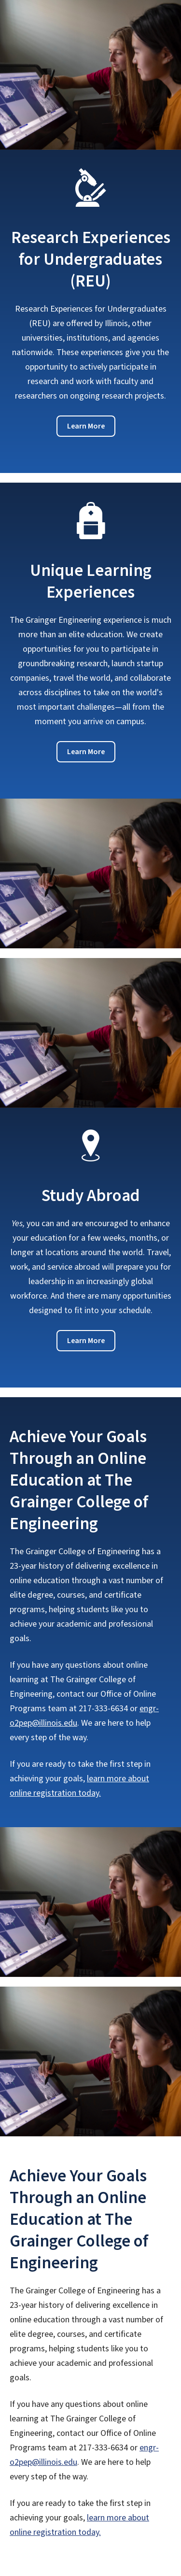 Research Experiences
for Undergraduates
(REU)
Research Experiences for Undergraduates
(REU) are offered by Illinois, other
universities, institutions, and agencies
nationwide. These experiences give you the
opportunity to actively participate in
research and work with faculty and
researchers on ongoing research projects.
Learn More
Unique Learning
Experiences
The Grainger Engineering experience is much
more than an elite education. We create
opportunities for you to participate in
groundbreaking research, launch startup
companies, travel the world, and collaborate
across disciplines to take on the world's
most important challenges—all from the
moment you arrive on campus.
Learn More
Study Abroad
Yes, you can and are encouraged to enhance
your education for a few weeks, months, or
longer at locations around the world. Travel,
work, and service abroad will prepare you for
leadership in an increasingly global
workforce. And there are many opportunities
designed to fit into your schedule.
Learn More
Achieve Your Goals
Through an Online
Education at The
Grainger College of
Engineering
The Grainger College of Engineering has a
23-year history of delivering excellence in
online education through a vast number of
elite degree, courses, and certificate
programs, helping students like you to
achieve your academic and professional
goals.
If you have any questions about online
learning at The Grainger College of
Engineering, contact our Office of Online
Programs team at 217-333-6634 or engr-
o2pep@illinois.edu. We are here to help
every step of the way.
If you are ready to take the first step in
achieving your goals, learn more about
online registration today.
Achieve Your Goals
Through an Online
Education at The
Grainger College of
Engineering
The Grainger College of Engineering has a
23-year history of delivering excellence in
online education through a vast number of
elite degree, courses, and certificate
programs, helping students like you to
achieve your academic and professional
goals.
If you have any questions about online
learning at The Grainger College of
Engineering, contact our Office of Online
Programs team at 217-333-6634 or engr-
o2pep@illinois.edu. We are here to help
every step of the way.
If you are ready to take the first step in
achieving your goals, learn more about
online registration today.